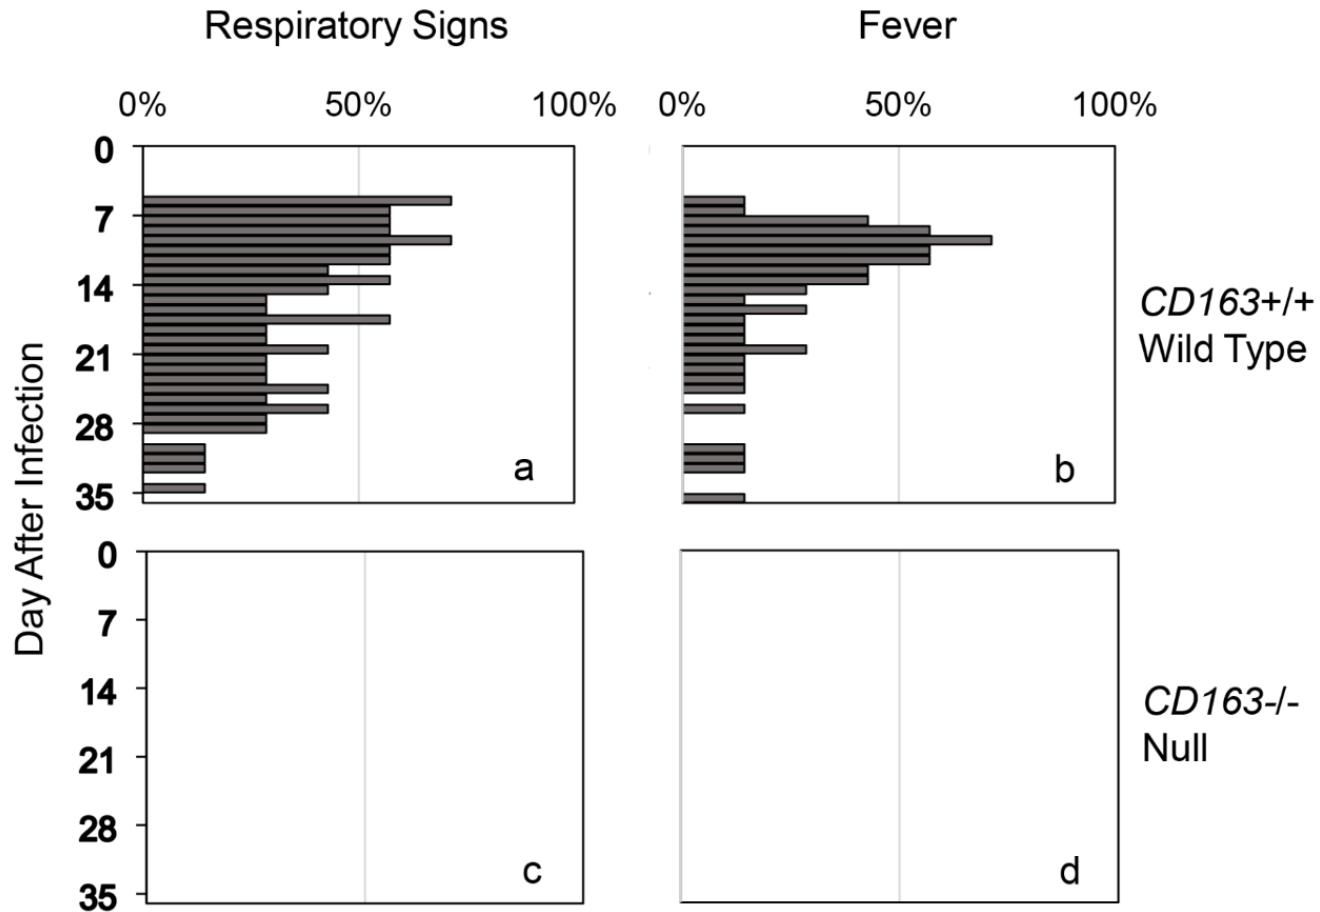 Respiratory Signs
Fever
0% 50% 100%
0% 50% 100%
0
7
14
21
28
35
a
b
CD163+/+
Wild Type
Day After Infection
0
7
14
21
28
35
c
d
CD163-/-
Null